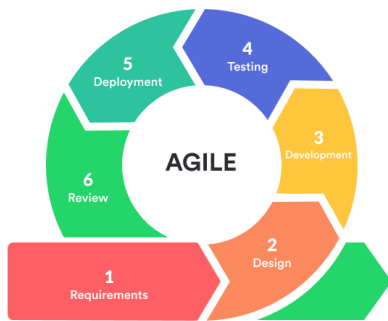 AGILE
1
Requirements
2
Design
3
Development
4
Testing
5
Deployment
6
Review